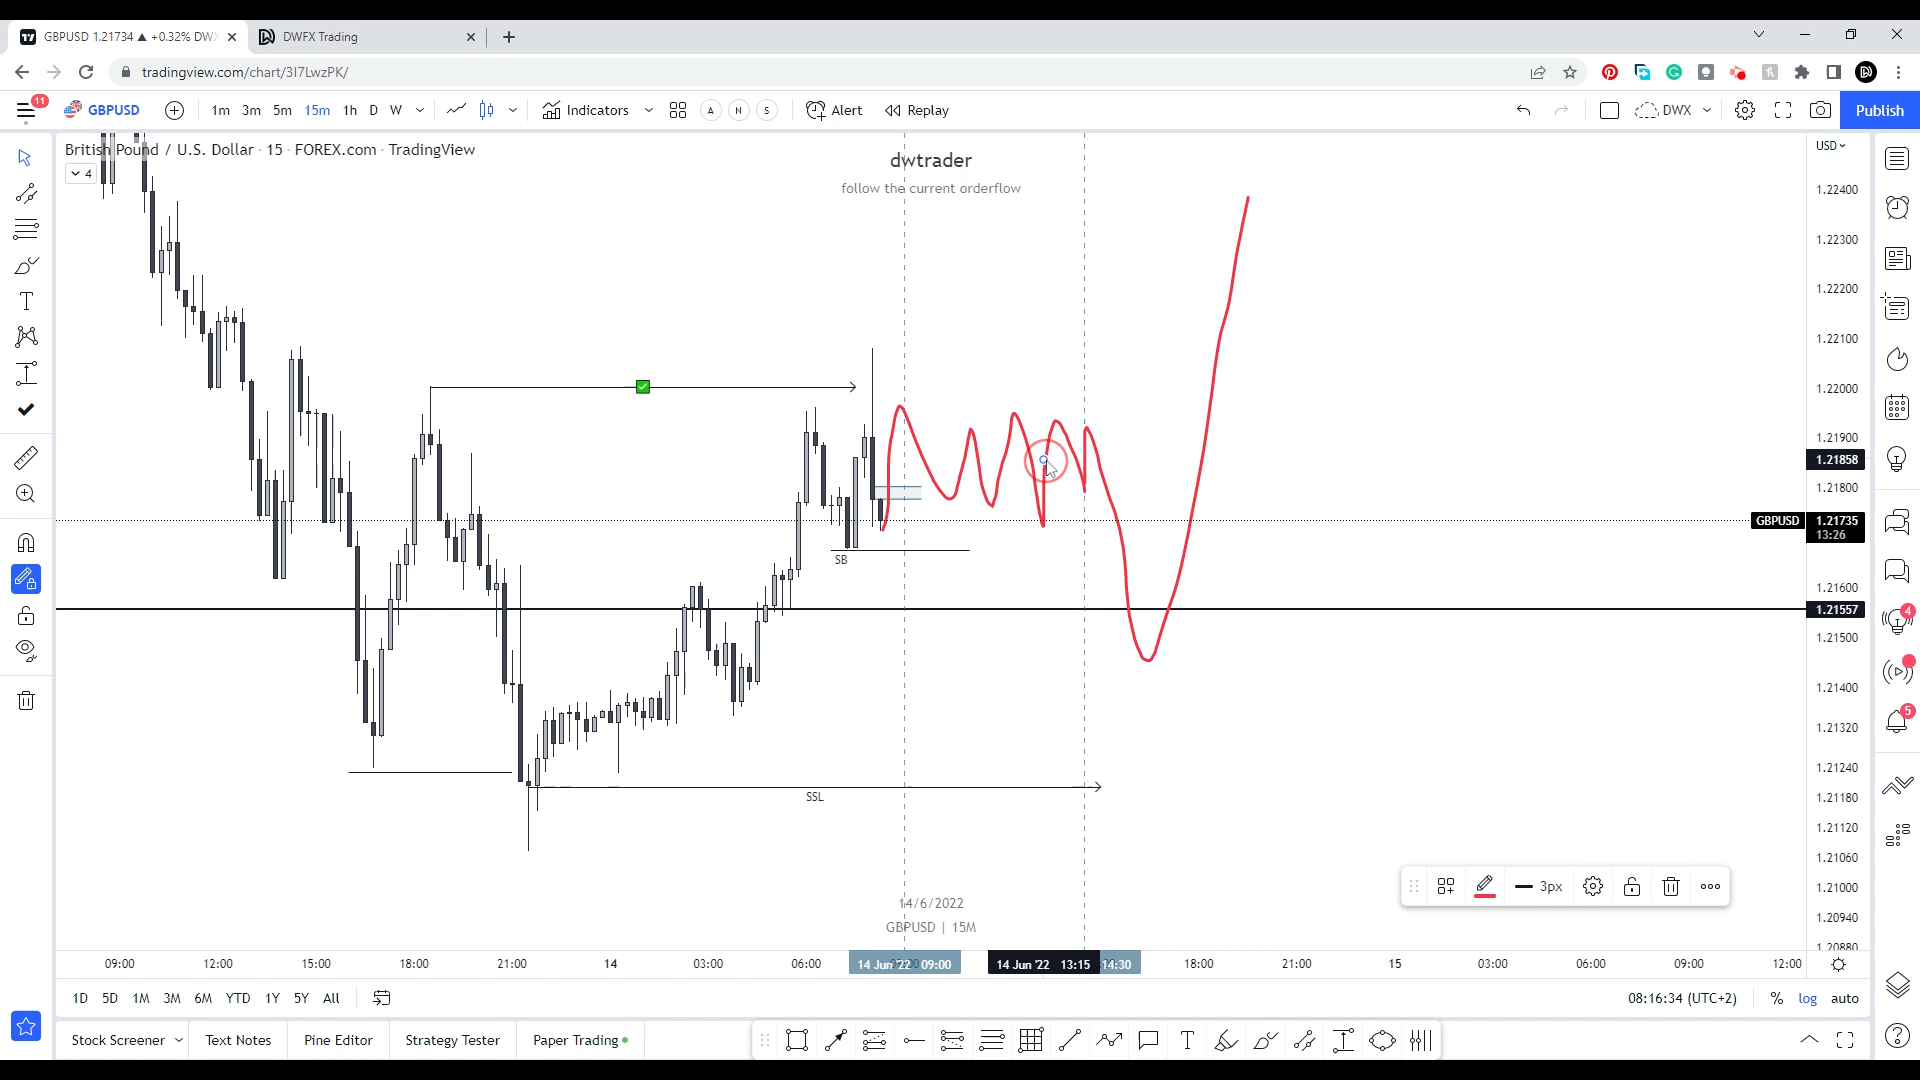 GBPUSD 1.21734 ▲ +0.32% DWX
DWFX Trading
tradingview.com/chart/3I7LwzPK/
11
GBPUSD
1m 3m 5m 15m 1h D W
Indicators
A N S
Alert
Replay
DWX
Publish
British Pound / U.S. Dollar · 15 · FOREX.com · TradingView
4
dwtrader
follow the current orderflow
USD
1.22400
1.22300
1.22200
1.22100
1.22000
1.21900
1.21858
1.21800
GBPUSD 1.21735
13:26
SB
1.21600
1.21557
4
1.21500
1.21400
5
1.21320
1.21240
SSL
1.21180
1.21120
1.21060
3px
1.21000
14/6/2022
1.20940
GBPUSD | 15M
1.20880
09:00 12:00 15:00 18:00 21:00 14 03:00 06:00 14 Jun '22 09:00 14 Jun '22 13:15 14:30 18:00 21:00 15 03:00 06:00 09:00 12:00
1D 5D 1M 3M 6M YTD 1Y 5Y All
08:16:34 (UTC+2) % log auto
Stock Screener Text Notes Pine Editor Strategy Tester Paper Trading